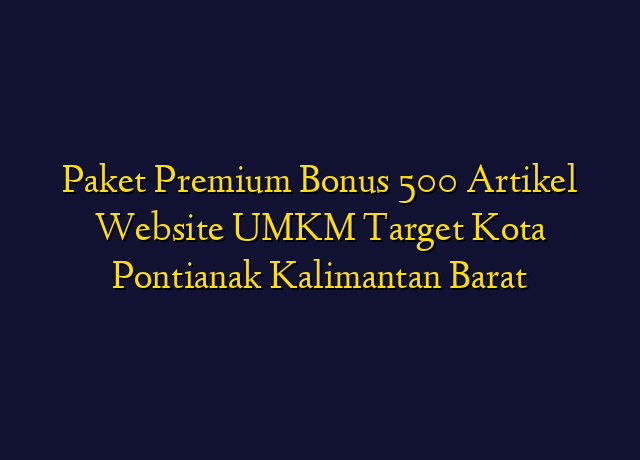 Paket Premium Bonus 500 Artikel
Website UMKM Target Kota
Pontianak Kalimantan Barat